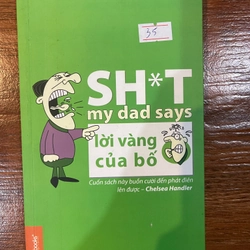 35
SH*T
my dad says
lời vàng
của bố
Cuốn sách này buồn cười đến phát điên
lên được – Chelsea Handler